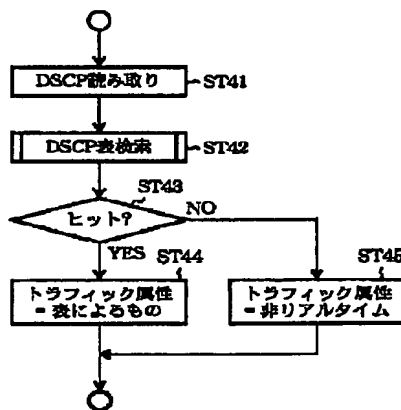 DSCP読み取り
ST41
DSCP表検索
ST42
ST43
ヒット?
NO
YES
ST44
ST45
トラフィック属性
= 表によるもの
トラフィック属性
= 非リアルタイム